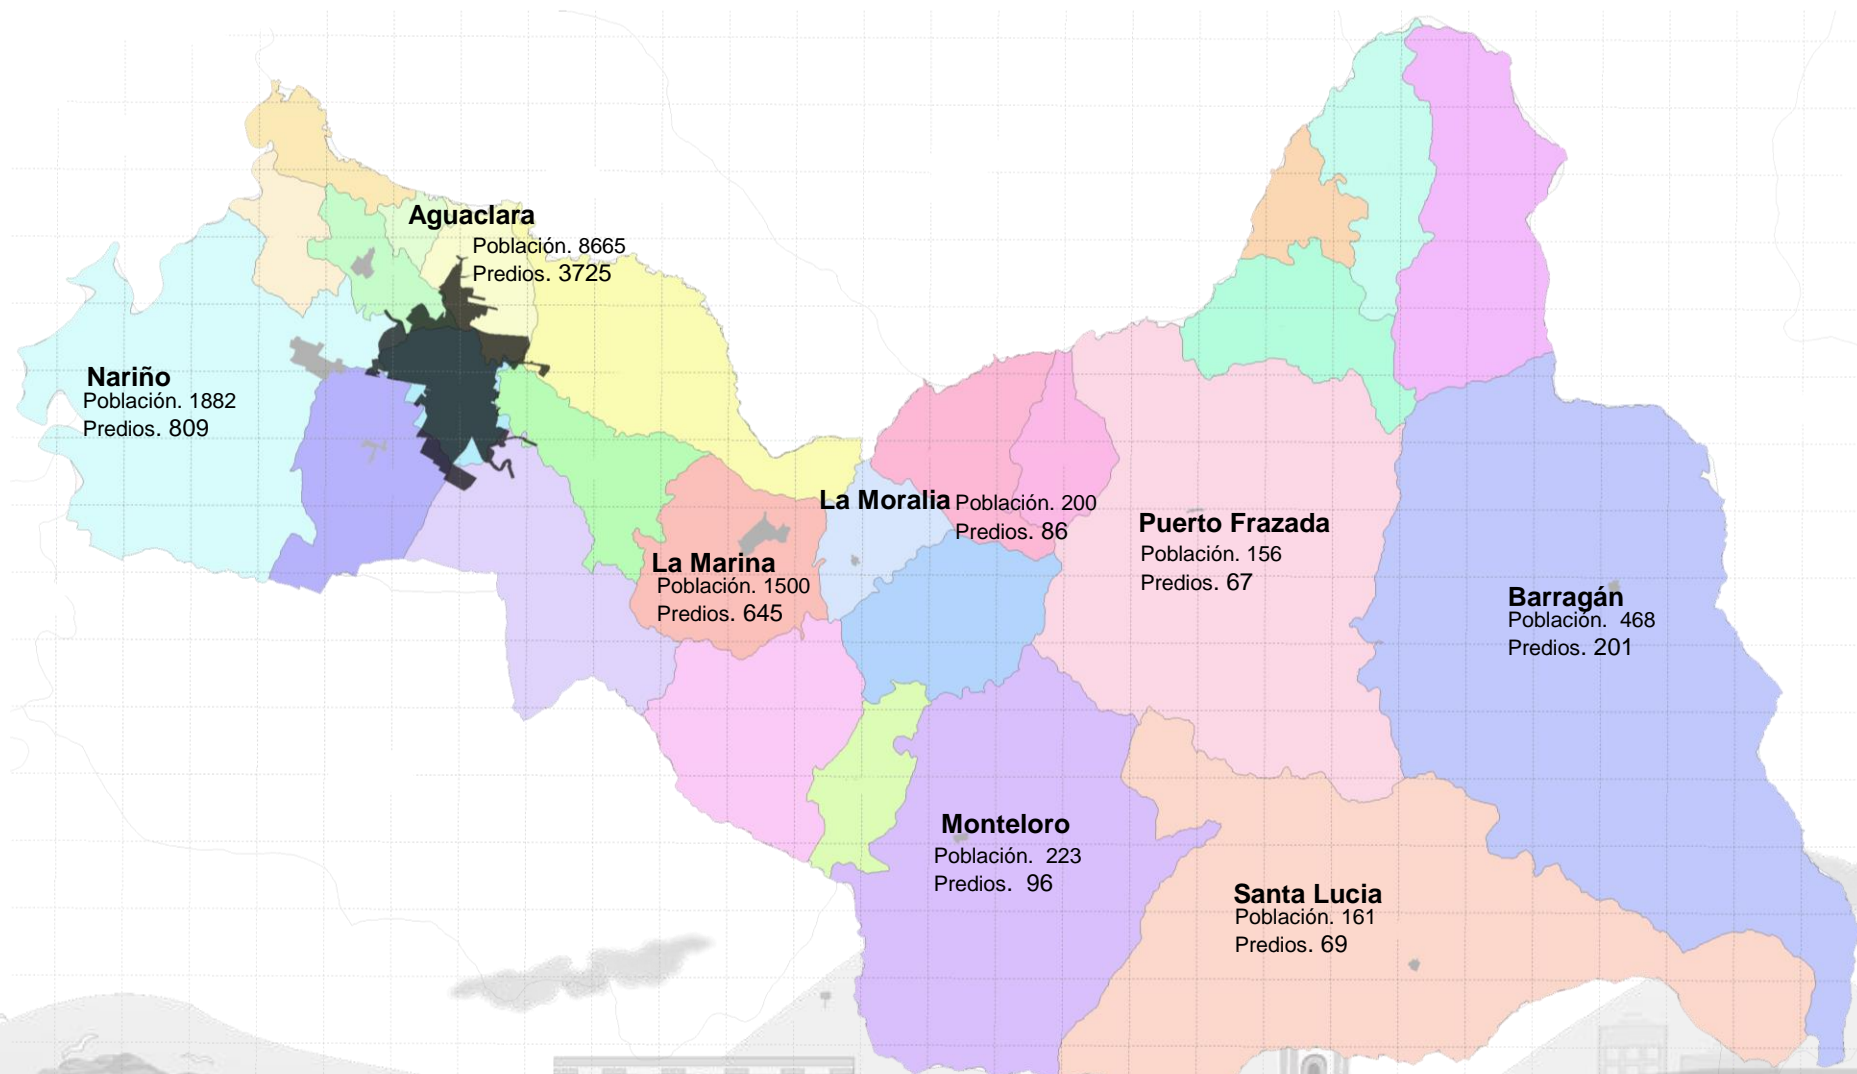 Aguaclara
Población. 8665
Predios. 3725
Nariño
Población. 1882
Predios. 809
La Moralia
Población. 200
Predios. 86
La Marina
Población. 1500
Predios. 645
Puerto Frazada
Población. 156
Predios. 67
Barragán
Población. 468
Predios. 201
Monteloro
Población. 223
Predios. 96
Santa Lucia
Población. 161
Predios. 69